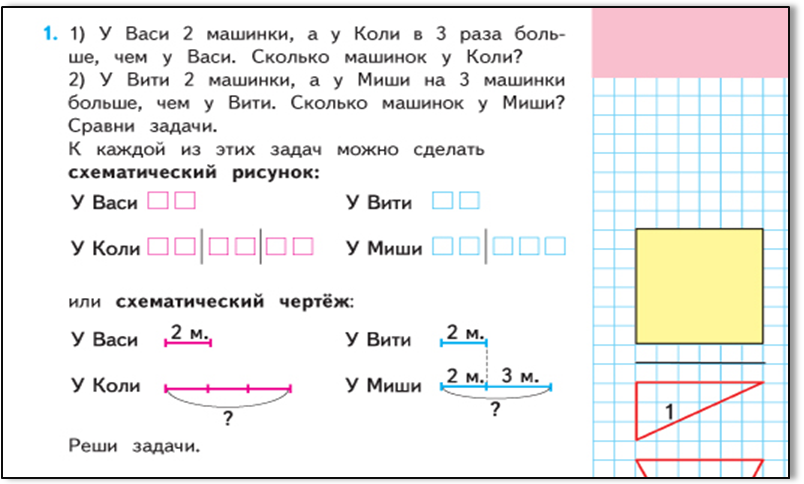 1. 1) У Васи 2 машинки, а у Коли в 3 раза боль-
ше, чем у Васи. Сколько машинок у Коли?
2) У Вити 2 машинки, а у Миши на 3 машинки
больше, чем у Вити. Сколько машинок у Миши?
Сравни задачи.
К каждой из этих задач можно сделать
схематический рисунок:
У Васи У Вити
У Коли У Миши
или схематический чертёж:
У Васи 2 м. У Вити 2 м.
У Коли ? У Миши 2 м. 3 м. ?
Реши задачи.
1